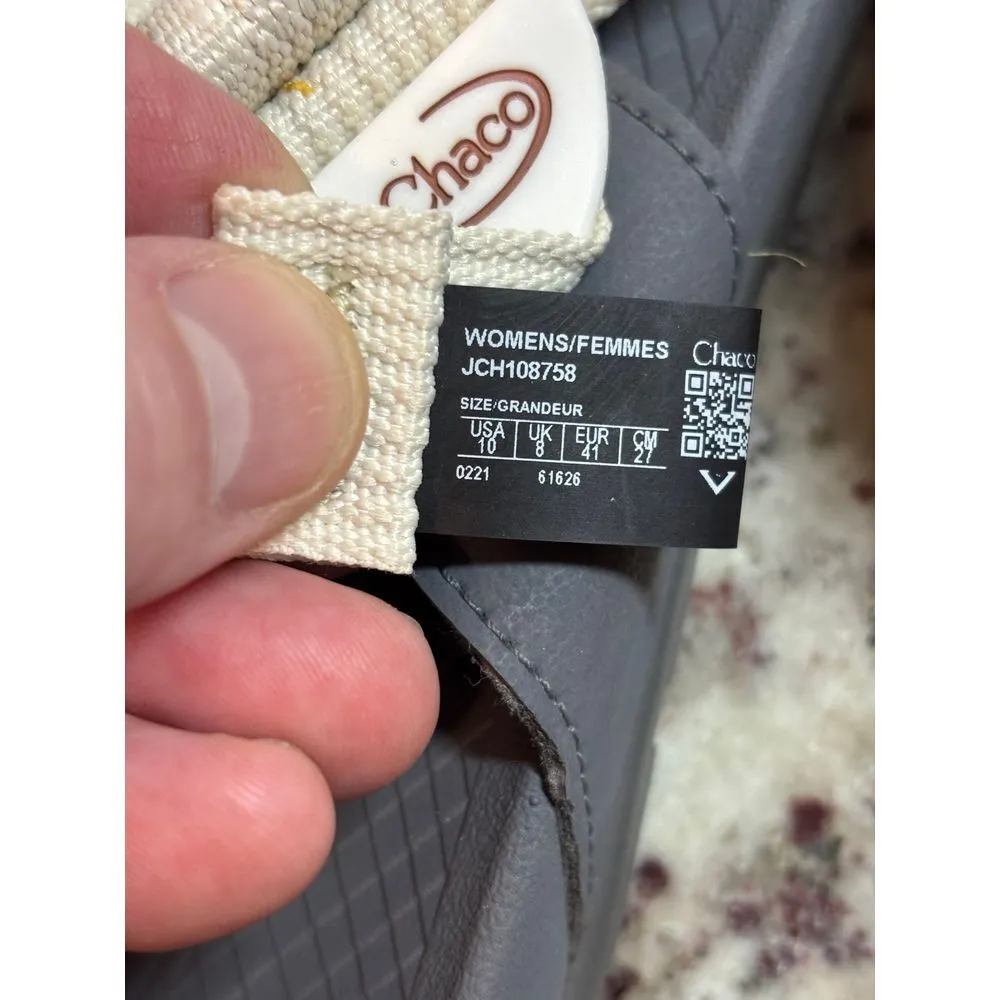 Chaco
WOMENS/FEMMES
Chaco
JCH108758
SIZE/GRANDEUR
USA UK EUR CM
10 8 41 27
0221 61626